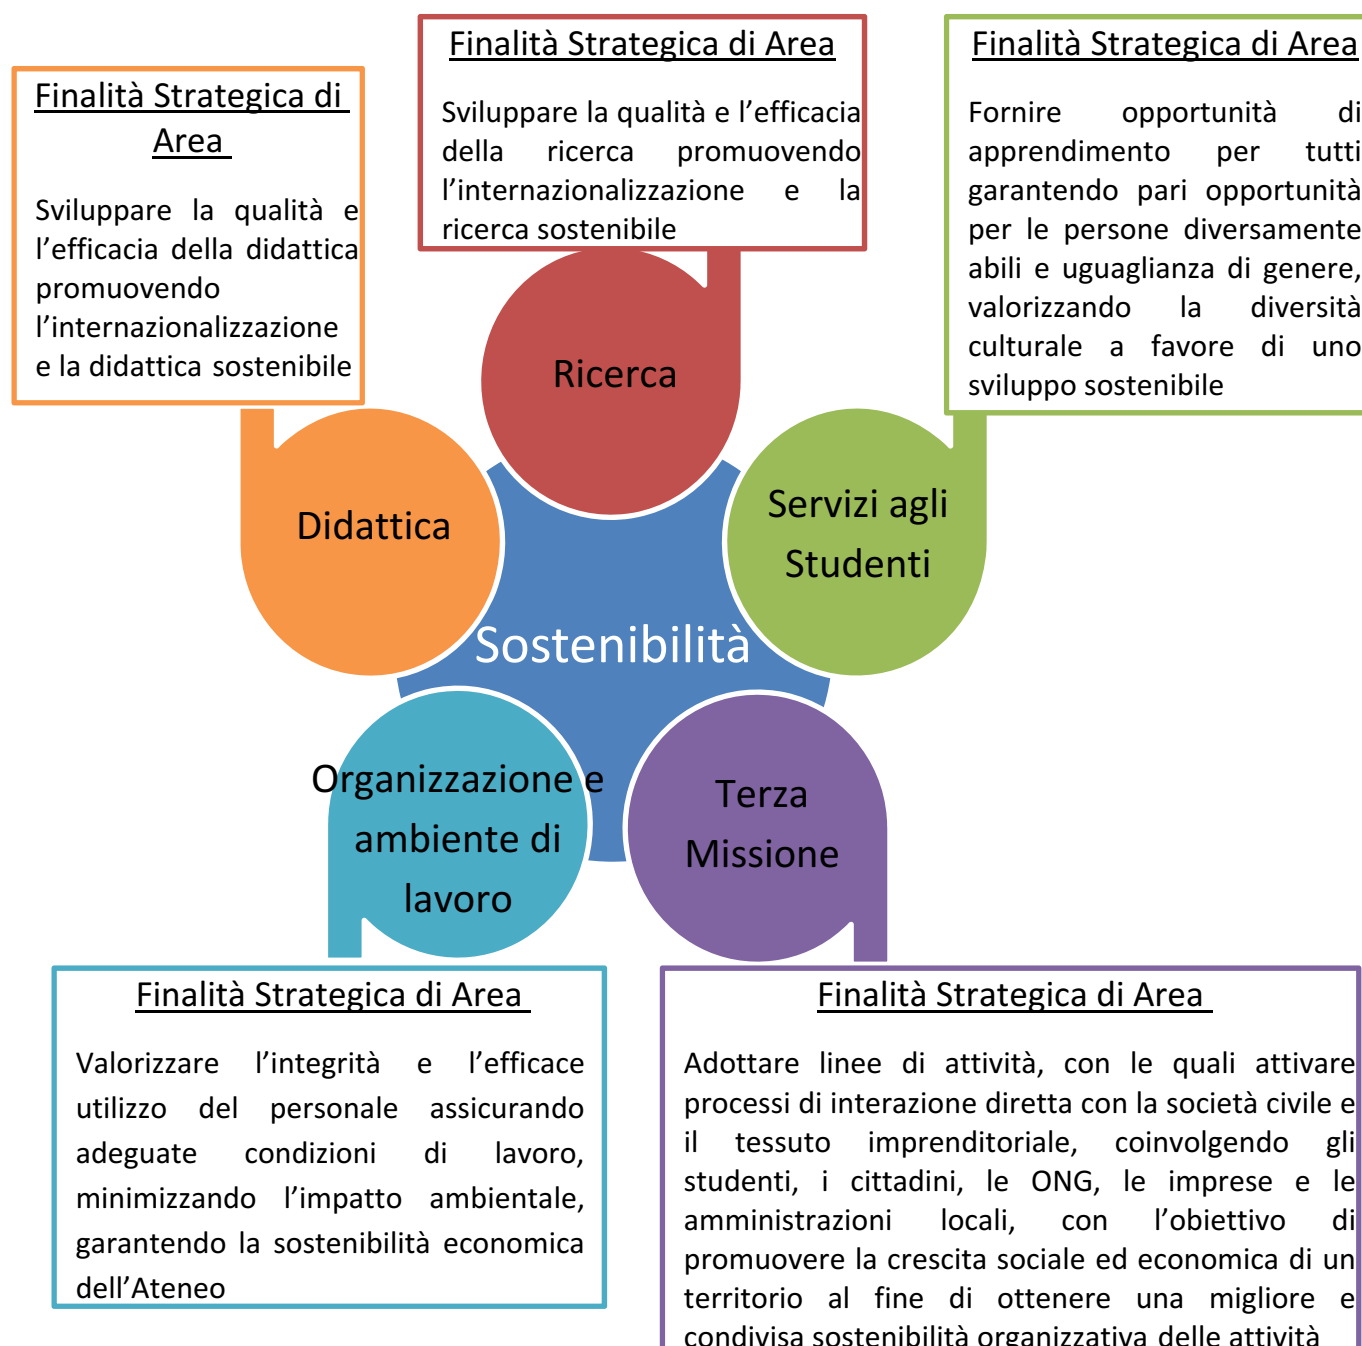 Finalità Strategica di
Area
Sviluppare la qualità e
l’efficacia della didattica
promuovendo
l’internazionalizzazione
e la didattica sostenibile
Finalità Strategica di Area
Sviluppare la qualità e l’efficacia
della ricerca promuovendo
l’internazionalizzazione e la
ricerca sostenibile
Finalità Strategica di Area
Fornire opportunità di
apprendimento per tutti
garantendo pari opportunità
per le persone diversamente
abili e uguaglianza di genere,
valorizzando la diversità
culturale a favore di uno
sviluppo sostenibile
Ricerca
Didattica
Servizi agli
Studenti
Sostenibilità
Organizzazione e
ambiente di
lavoro
Terza
Missione
Finalità Strategica di Area
Valorizzare l’integrità e l’efficace
utilizzo del personale assicurando
adeguate condizioni di lavoro,
minimizzando l’impatto ambientale,
garantendo la sostenibilità economica
dell’Ateneo
Finalità Strategica di Area
Adottare linee di attività, con le quali attivare
processi di interazione diretta con la società civile e
il tessuto imprenditoriale, coinvolgendo gli
studenti, i cittadini, le ONG, le imprese e le
amministrazioni locali, con l’obiettivo di
promuovere la crescita sociale ed economica di un
territorio al fine di ottenere una migliore e
condivisa sostenibilità organizzativa delle attività